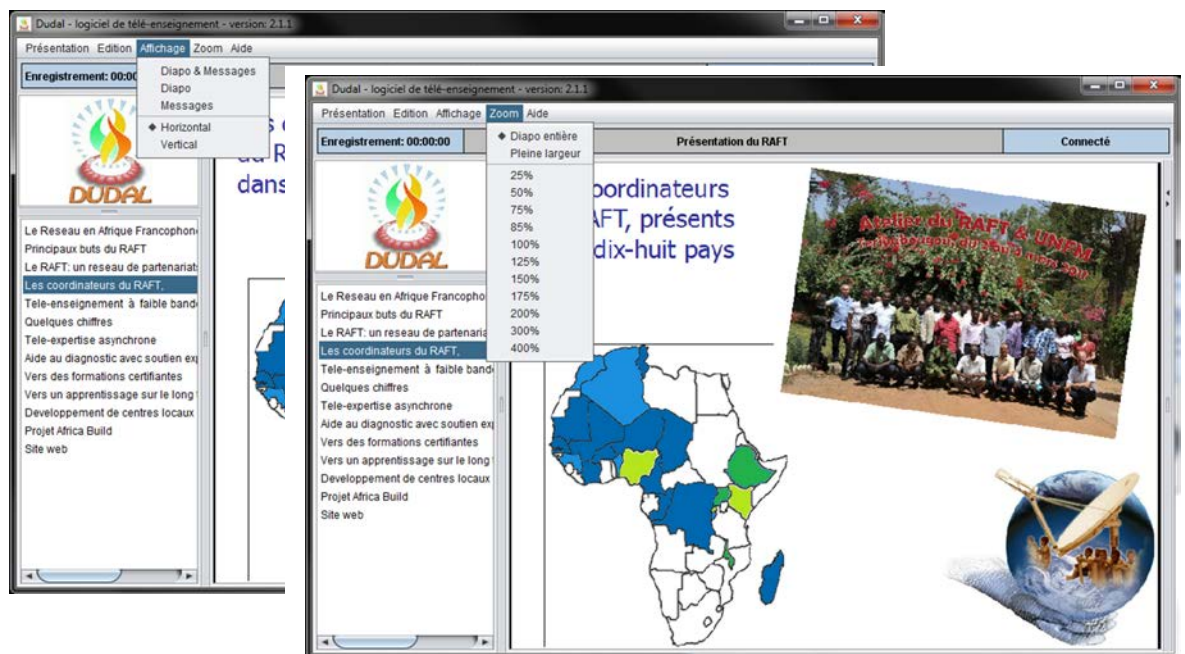 Dudal - logiciel de télé-enseignement - version: 2.1.1
Présentation Edition Affichage Zoom Aide
Enregistrement: 00:00
Diapo & Messages
Diapo
Messages
Horizontal
Vertical
dans
DUDAL
Le Reseau en Afrique Francophon
Principaux buts du RAFT
Le RAFT: un reseau de partenariat
Les coordinateurs du RAFT,
Tele-enseignement à faible band
Quelques chiffres
Tele-expertise asynchrone
Aide au diagnostic avec soutien ex
Vers des formations certifiantes
Vers un apprentissage sur le long
Developpement de centres locaux
Projet Africa Build
Site web
Dudal - logiciel de télé-enseignement - version: 2.1.1
Présentation Edition Affichage Zoom Aide
Enregistrement: 00:00:00
Présentation du RAFT
Connecté
Diapo entière
Pleine largeur
25%
50%
75%
85%
100%
125%
150%
175%
200%
300%
400%
DUDAL
Le Reseau en Afrique Francopho
Principaux buts du RAFT
Le RAFT: un reseau de partenaria
Les coordinateurs du RAFT,
Tele-enseignement à faible band
Quelques chiffres
Tele-expertise asynchrone
Aide au diagnostic avec soutien ex
Vers des formations certifiantes
Vers un apprentissage sur le long
Developpement de centres locaux
Projet Africa Build
Site web
oordinateurs
AFT, présents
dix-huit pays
Atelier du RAFT & UNFM
mars 2011